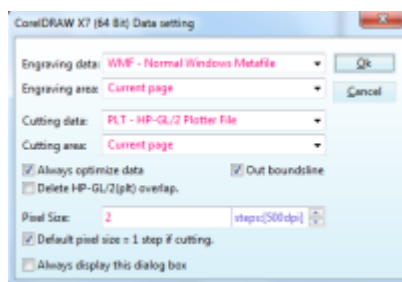 CorelDRAW X7 (64 Bit) Data setting
Engraving data: WMF - Normal Windows Metafile
Ok
Engraving area: Current page
Cancel
Cutting data: PLT - HP-GL/2 Plotter File
Cutting area: Current page
Always optimize data
Out boundsline
Delete HP-GL/2(plt) overlap.
Pixel Size: 2 steps:[500dpi]
Default pixel size = 1 step if cutting.
Always display this dialog box